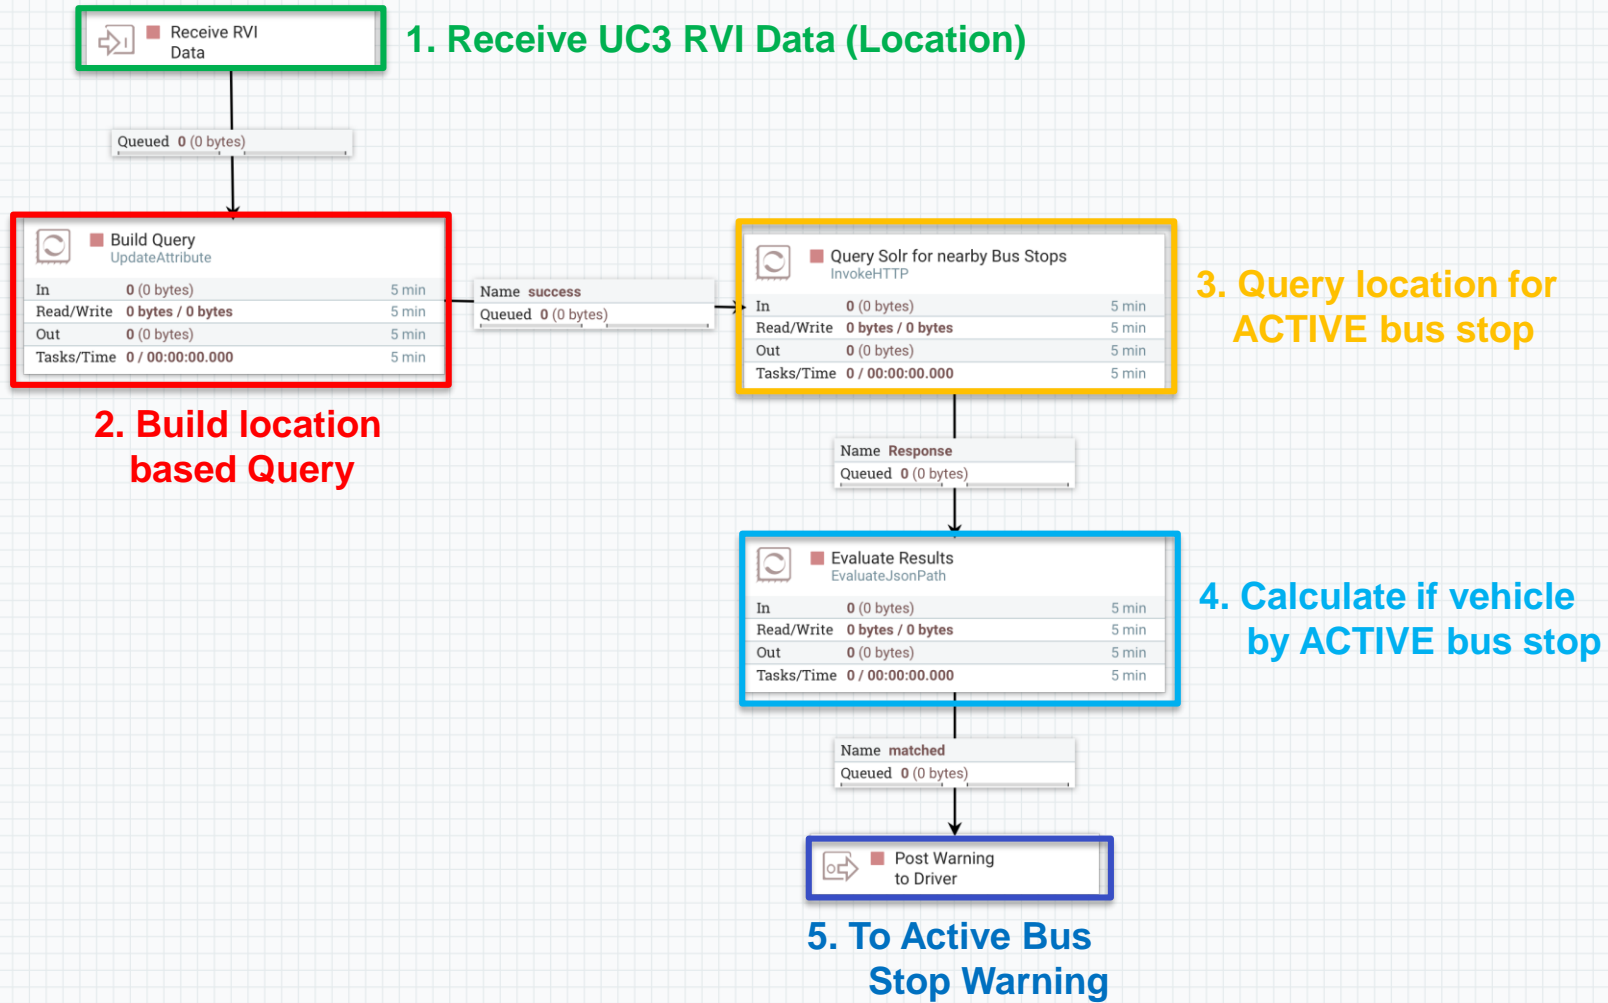 Receive RVI
Data
1. Receive UC3 RVI Data (Location)
Queued 0 (0 bytes)
Build Query
UpdateAttribute
In 0 (0 bytes) 5 min
Read/Write 0 bytes / 0 bytes 5 min
Out 0 (0 bytes) 5 min
Tasks/Time 0 / 00:00:00.000 5 min
2. Build location
based Query
Name success
Queued 0 (0 bytes)
Query Solr for nearby Bus Stops
InvokeHTTP
In 0 (0 bytes) 5 min
Read/Write 0 bytes / 0 bytes 5 min
Out 0 (0 bytes) 5 min
Tasks/Time 0 / 00:00:00.000 5 min
3. Query location for
ACTIVE bus stop
Name Response
Queued 0 (0 bytes)
Evaluate Results
EvaluateJsonPath
In 0 (0 bytes) 5 min
Read/Write 0 bytes / 0 bytes 5 min
Out 0 (0 bytes) 5 min
Tasks/Time 0 / 00:00:00.000 5 min
4. Calculate if vehicle
by ACTIVE bus stop
Name matched
Queued 0 (0 bytes)
Post Warning
to Driver
5. To Active Bus
Stop Warning